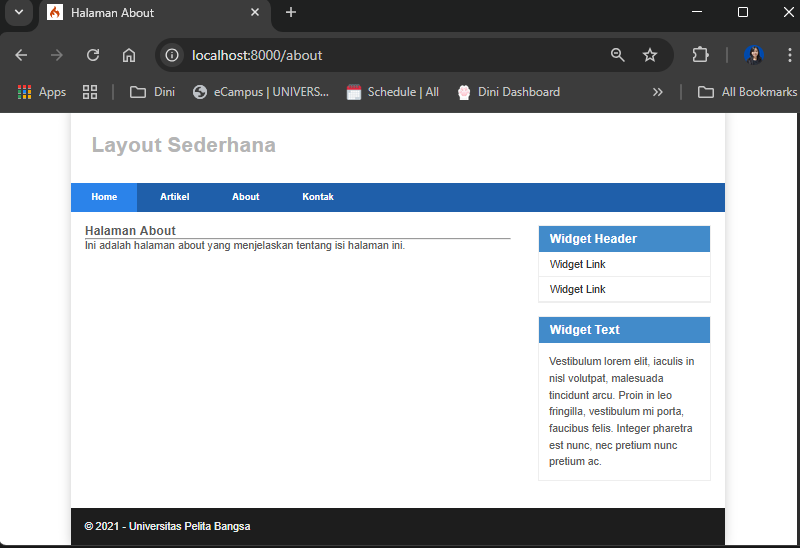 Halaman About
localhost:8000/about
Apps
Dini
eCampus | UNIVERS...
Schedule | All
Dini Dashboard
All Bookmarks
Layout Sederhana
Home
Artikel
About
Kontak
Halaman About
Ini adalah halaman about yang menjelaskan tentang isi halaman ini.
Widget Header
Widget Link
Widget Link
Widget Text
Vestibulum lorem elit, iaculis in
nisl volutpat, malesuada
tincidunt arcu. Proin in leo
fringilla, vestibulum mi porta,
faucibus felis. Integer pharetra
est nunc, nec pretium nunc
pretium ac.
© 2021 - Universitas Pelita Bangsa